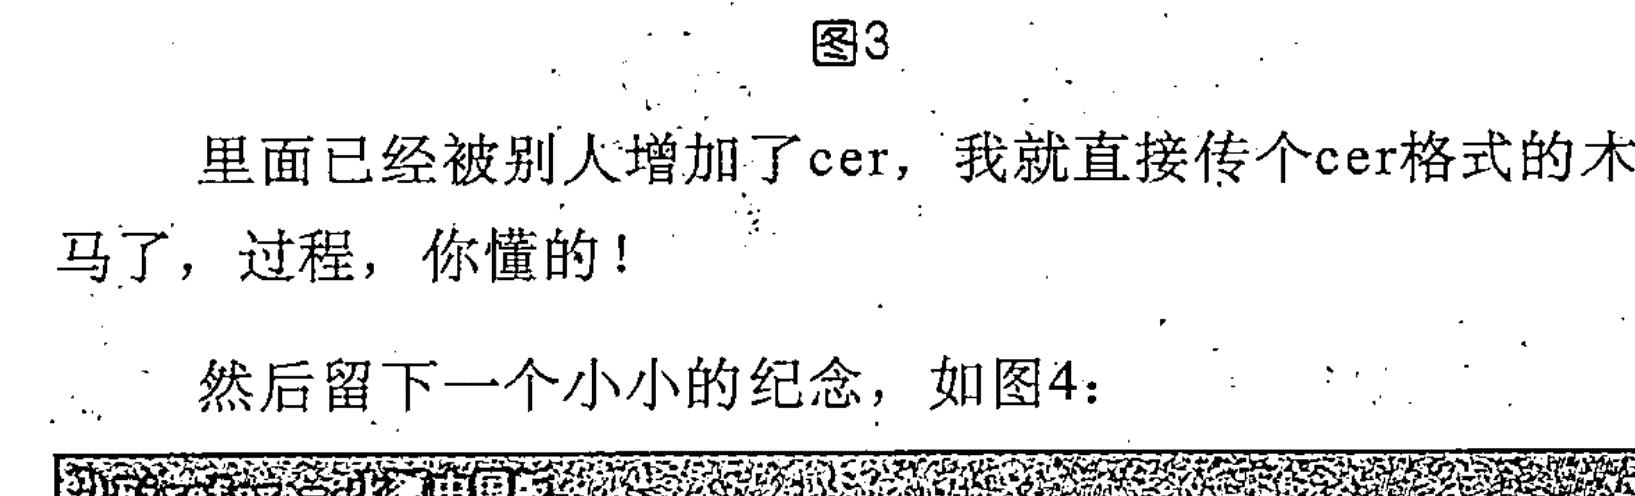 图3
里面已经被别人增加了cer，我就直接传个cer格式的木
马了，过程，你懂的！
然后留下一个小小的纪念，如图4：